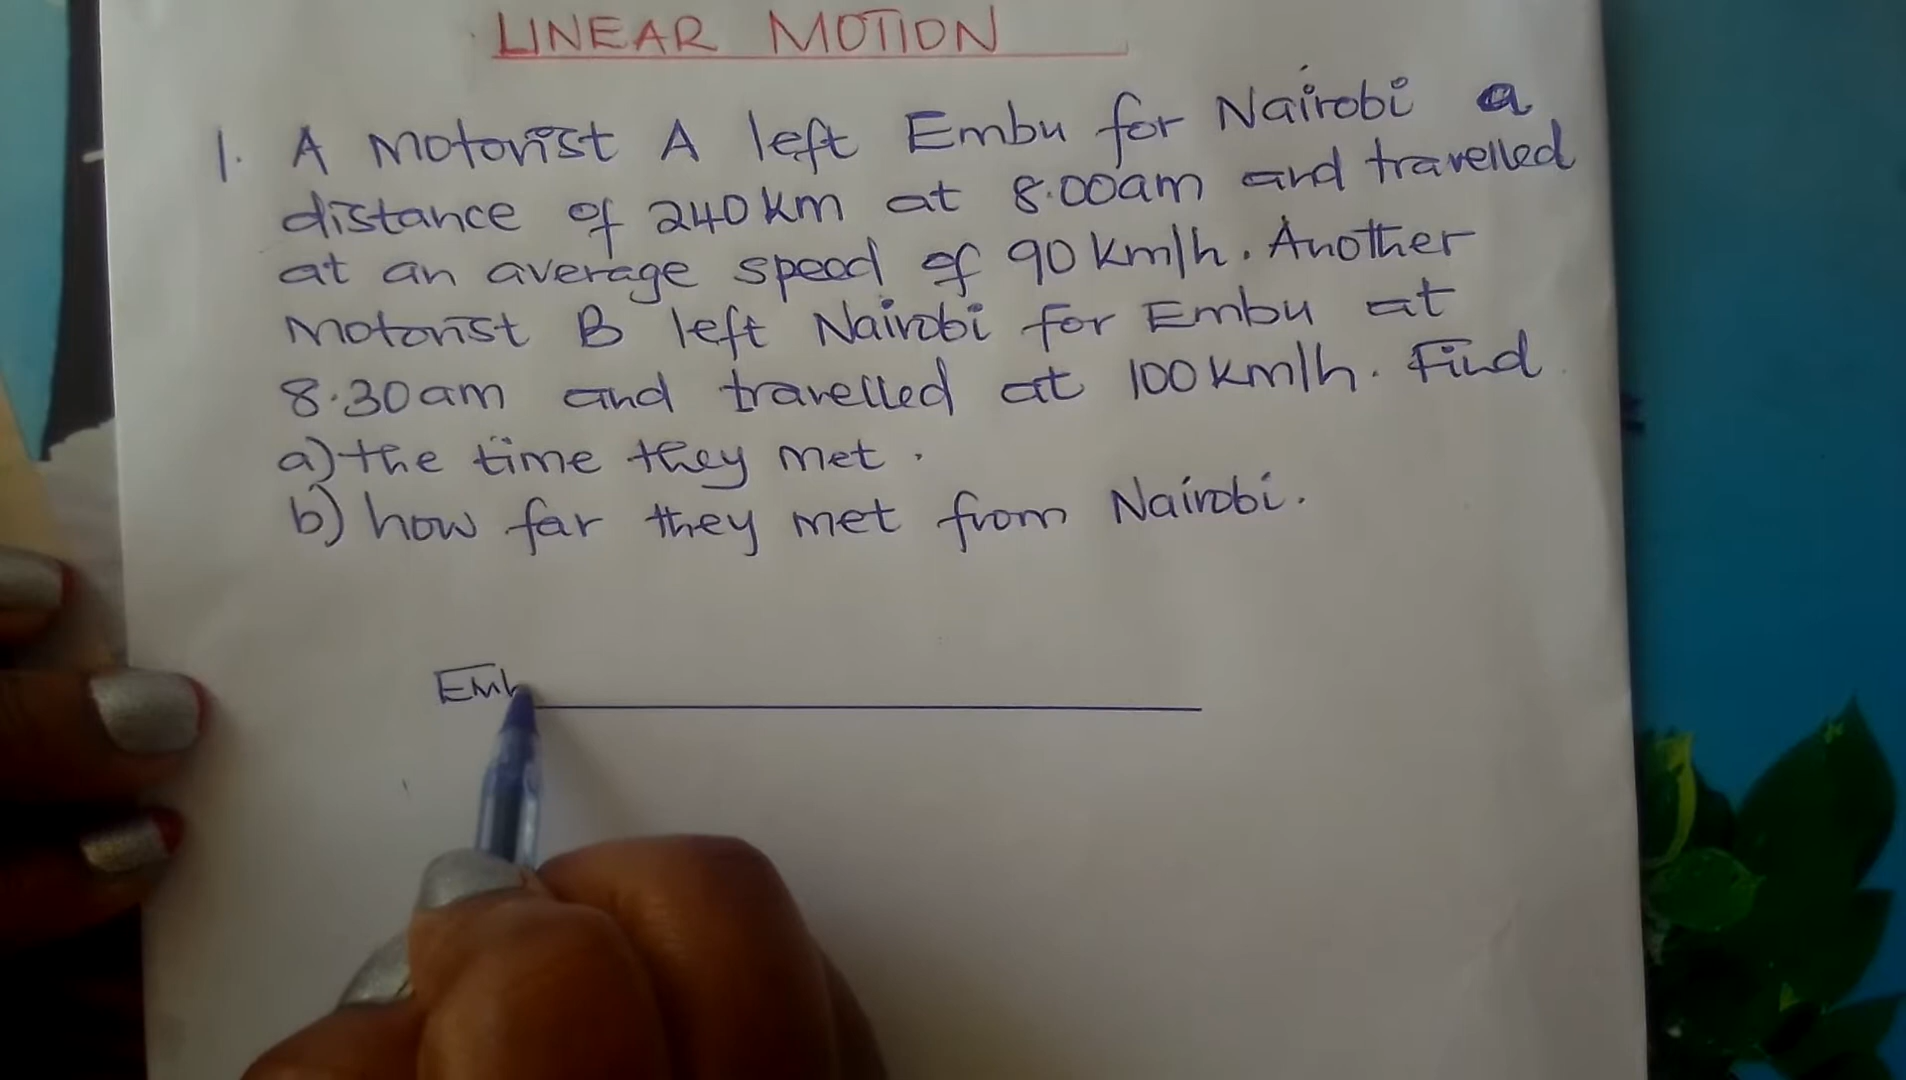 LINEAR MOTION
1. A Motorist A left Embu for Nairobi a
distance of 240 km at 8.00am and travelled
at an average speed of 90 km/h. Another
Motorist B left Nairobi for Embu at
8.30am and travelled at 100 km/h. Find
a) the time they met.
b) how far they met from Nairobi.
Emb